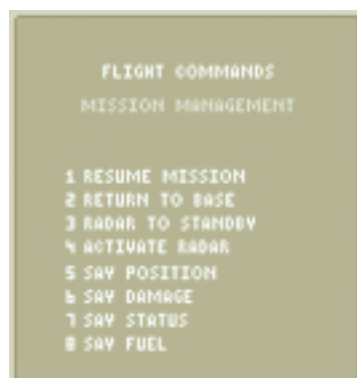 FLIGHT COMMANDS
MISSION MANAGEMENT
1 RESUME MISSION
2 RETURN TO BASE
3 RADAR TO STANDBY
4 ACTIVATE RADAR
5 SAY POSITION
6 SAY DAMAGE
7 SAY STATUS
8 SAY FUEL